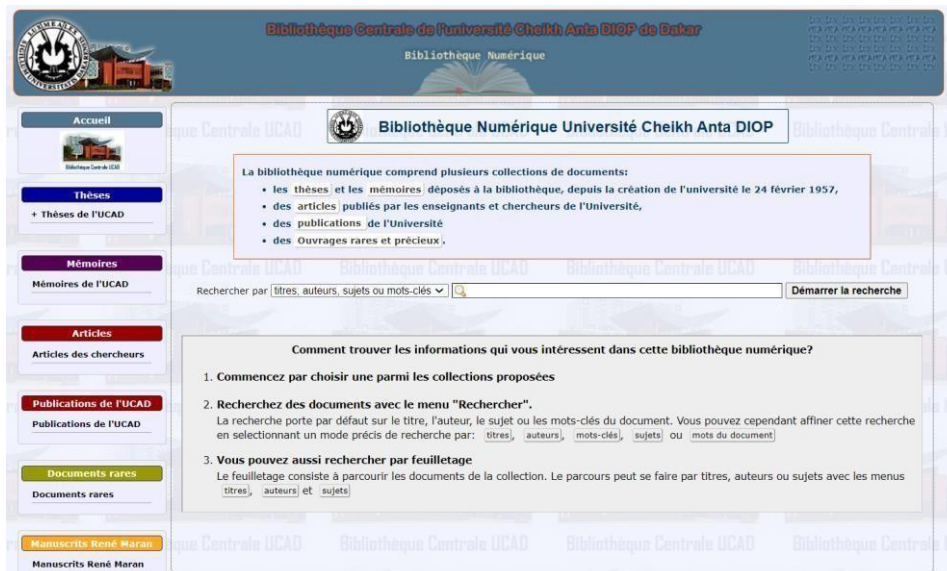 Bibliothèque Centrale de l'université Cheikh Anta DIOP de Dakar
Bibliothèque Numérique
Accueil
Bibliothèque Centrale UCAD
Thèses
+ Thèses de l'UCAD
Mémoires
Mémoires de l'UCAD
Articles
Articles des chercheurs
Publications de l'UCAD
Publications de l'UCAD
Documents rares
Documents rares
Manuscrits René Maran
Manuscrits René Maran
Bibliothèque Numérique Université Cheikh Anta DIOP
La bibliothèque numérique comprend plusieurs collections de documents:
• les thèses et les mémoires déposés à la bibliothèque, depuis la création de l'université le 24 février 1957,
• des articles publiés par les enseignants et chercheurs de l'Université,
• des publications de l'Université
• des Ouvrages rares et précieux.
Rechercher par titres, auteurs, sujets ou mots-clés Démarrer la recherche
Comment trouver les informations qui vous intéressent dans cette bibliothèque numérique?
1. Commencez par choisir une parmi les collections proposées
2. Recherchez des documents avec le menu "Rechercher".
La recherche porte par défaut sur le titre, l'auteur, le sujet ou les mots-clés du document. Vous pouvez cependant affiner cette recherche
en selectionnant un mode précis de recherche par: titres, auteurs, mots-clés, sujets ou mots du document
3. Vous pouvez aussi rechercher par feuilletage
Le feuilletage consiste à parcourir les documents de la collection. Le parcours peut se faire par titres, auteurs ou sujets avec les menus
titres, auteurs et sujets